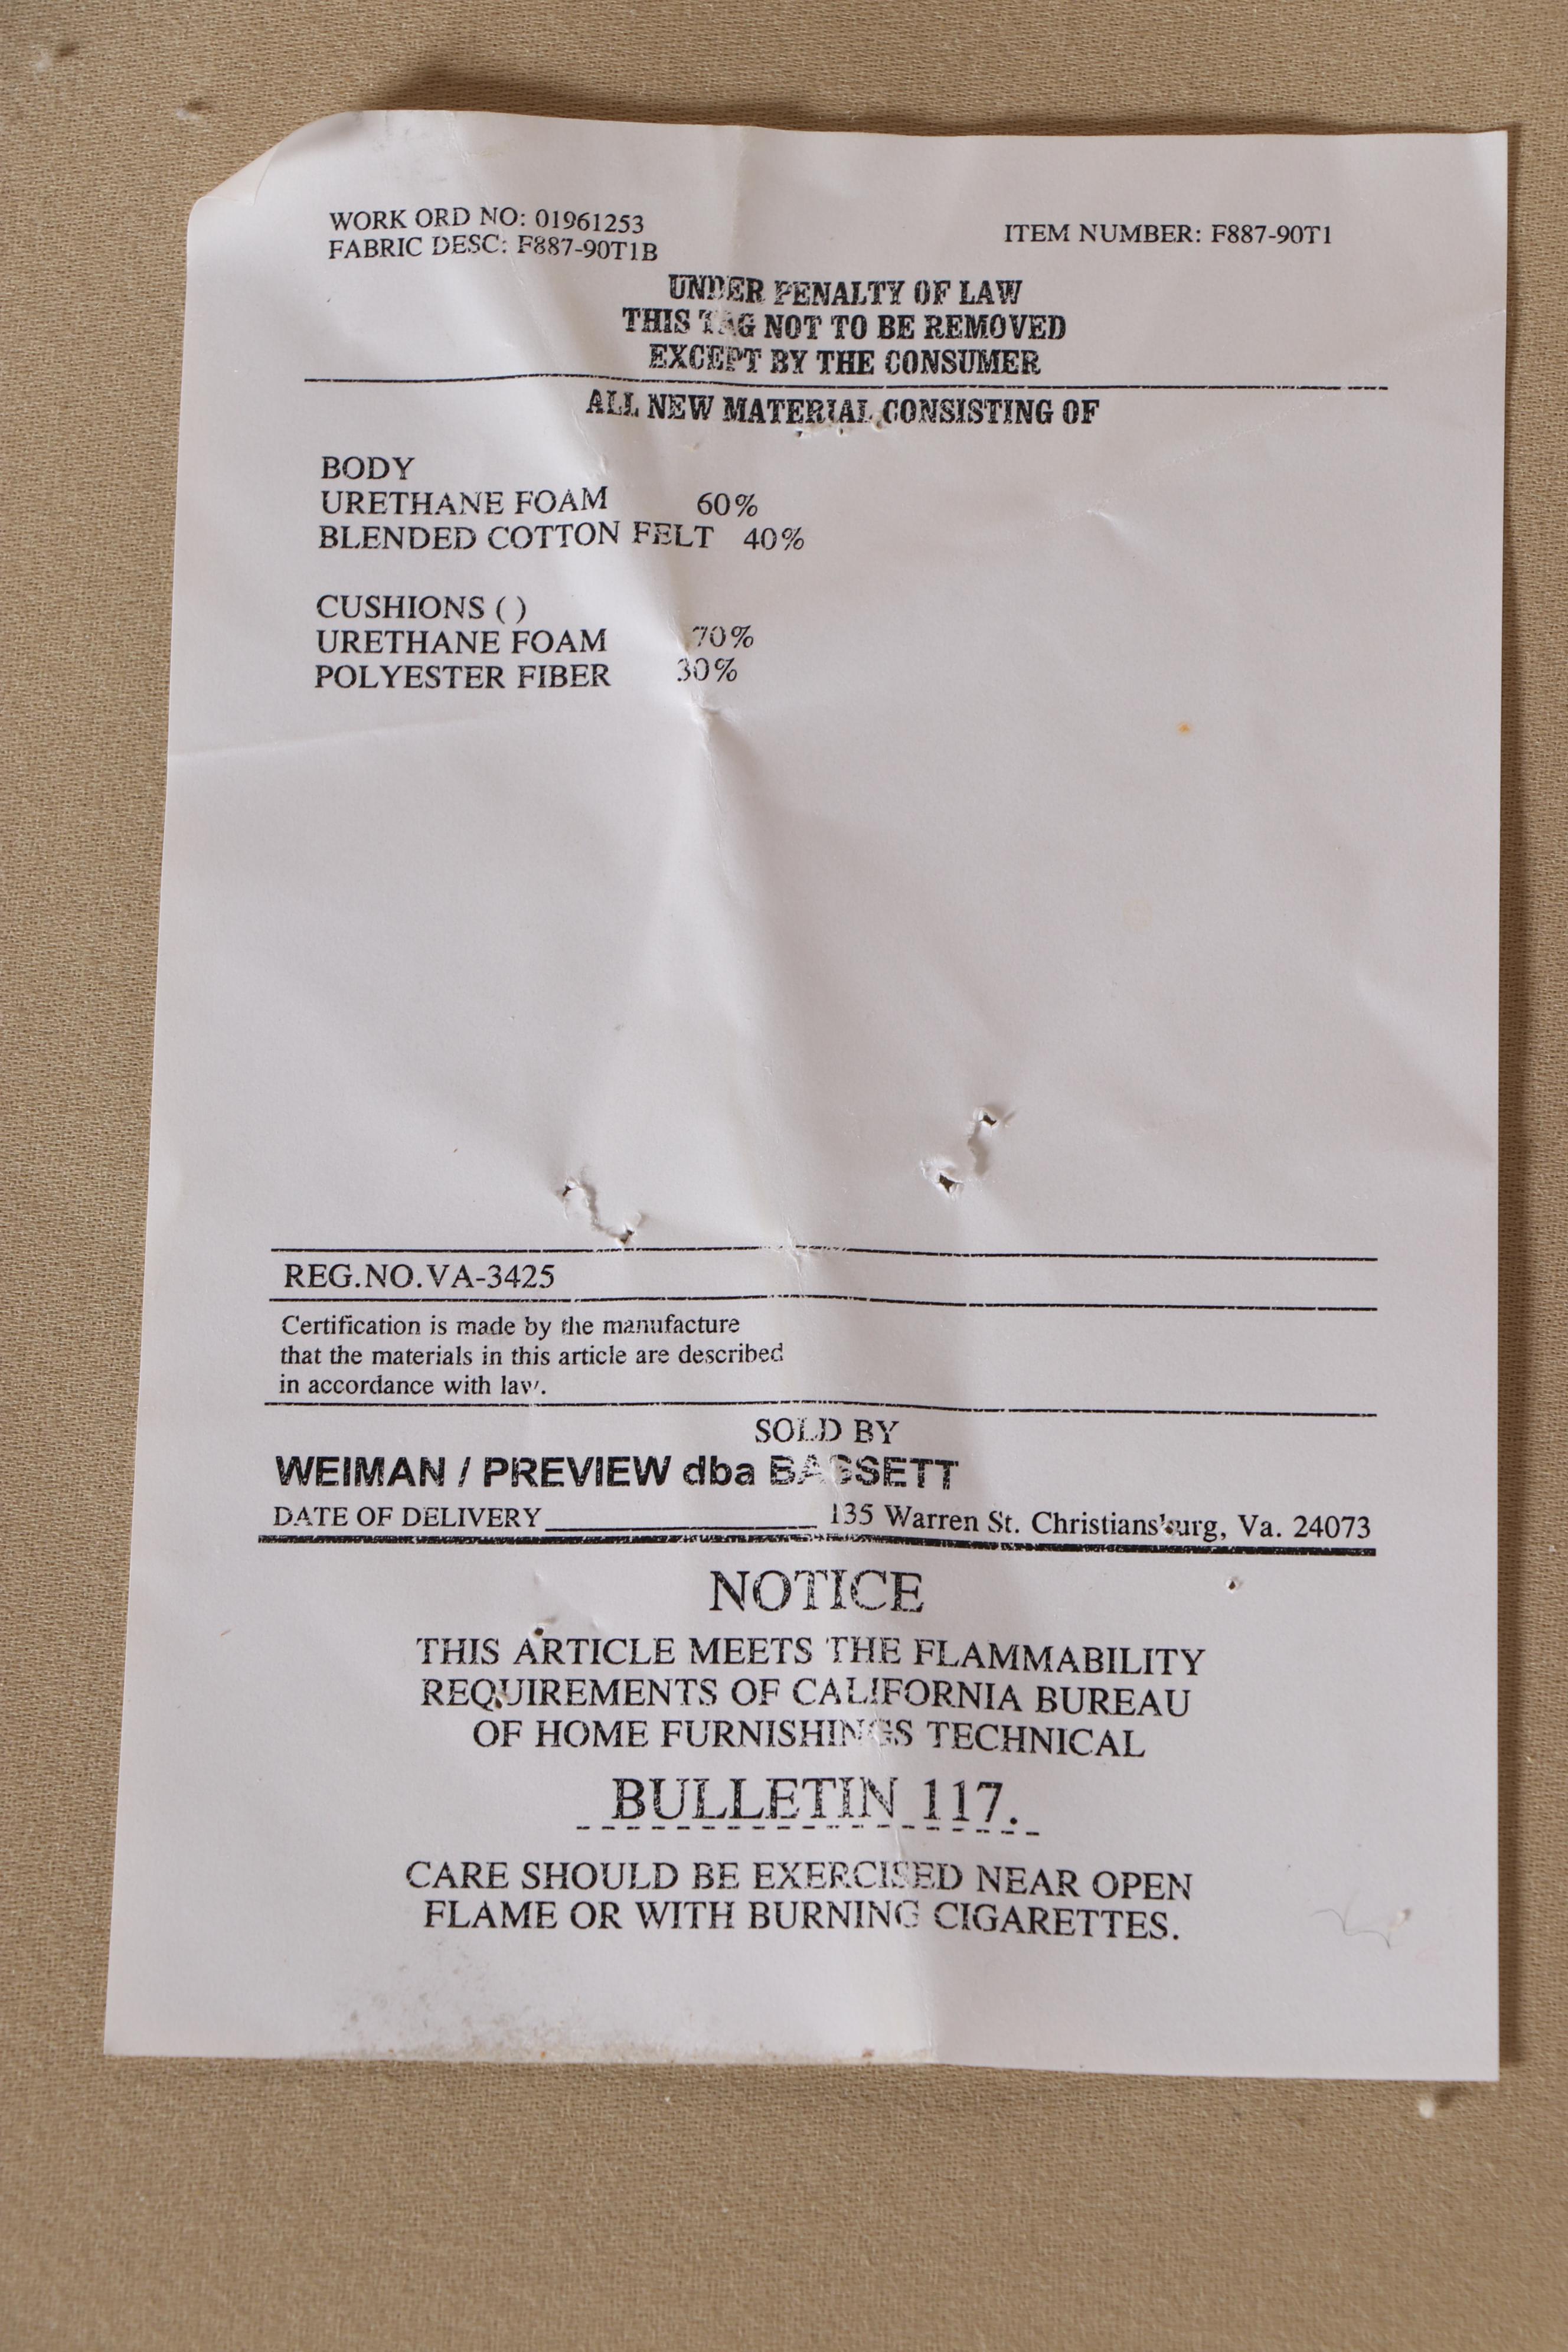 WORK ORD NO: 01961253
FABRIC DESC: F887-90T1B
ITEM NUMBER: F887-90T1
UNDER PENALTY OF LAW
THIS TAG NOT TO BE REMOVED
EXCEPT BY THE CONSUMER
ALL NEW MATERIAL CONSISTING OF
BODY
URETHANE FOAM 60%
BLENDED COTTON FELT 40%
CUSHIONS ( )
URETHANE FOAM 70%
POLYESTER FIBER 30%
REG.NO.VA-3425
Certification is made by the manufacture
that the materials in this article are described
in accordance with law.
SOLD BY
WEIMAN / PREVIEW dba BASSETT
DATE OF DELIVERY____________________ 135 Warren St. Christiansburg, Va. 24073
NOTICE
THIS ARTICLE MEETS THE FLAMMABILITY
REQUIREMENTS OF CALIFORNIA BUREAU
OF HOME FURNISHINGS TECHNICAL
BULLETIN 117.
CARE SHOULD BE EXERCISED NEAR OPEN
FLAME OR WITH BURNING CIGARETTES.